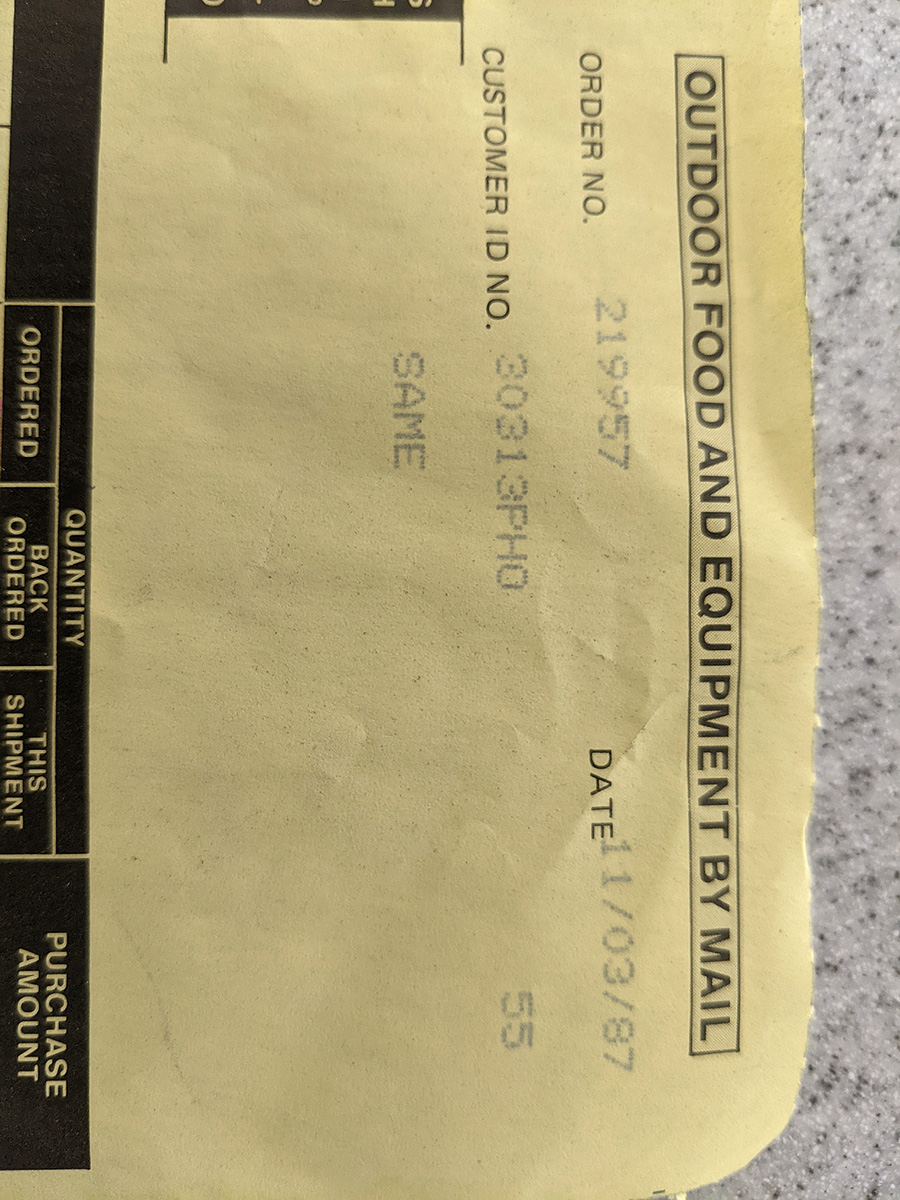 OUTDOOR FOOD AND EQUIPMENT BY MAIL
ORDER NO. 219957 DATE 11/03/87
CUSTOMER ID NO. 30313PHO 55
SAME
QUANTITY
ORDERED
BACK ORDERED
THIS SHIPMENT
PURCHASE AMOUNT